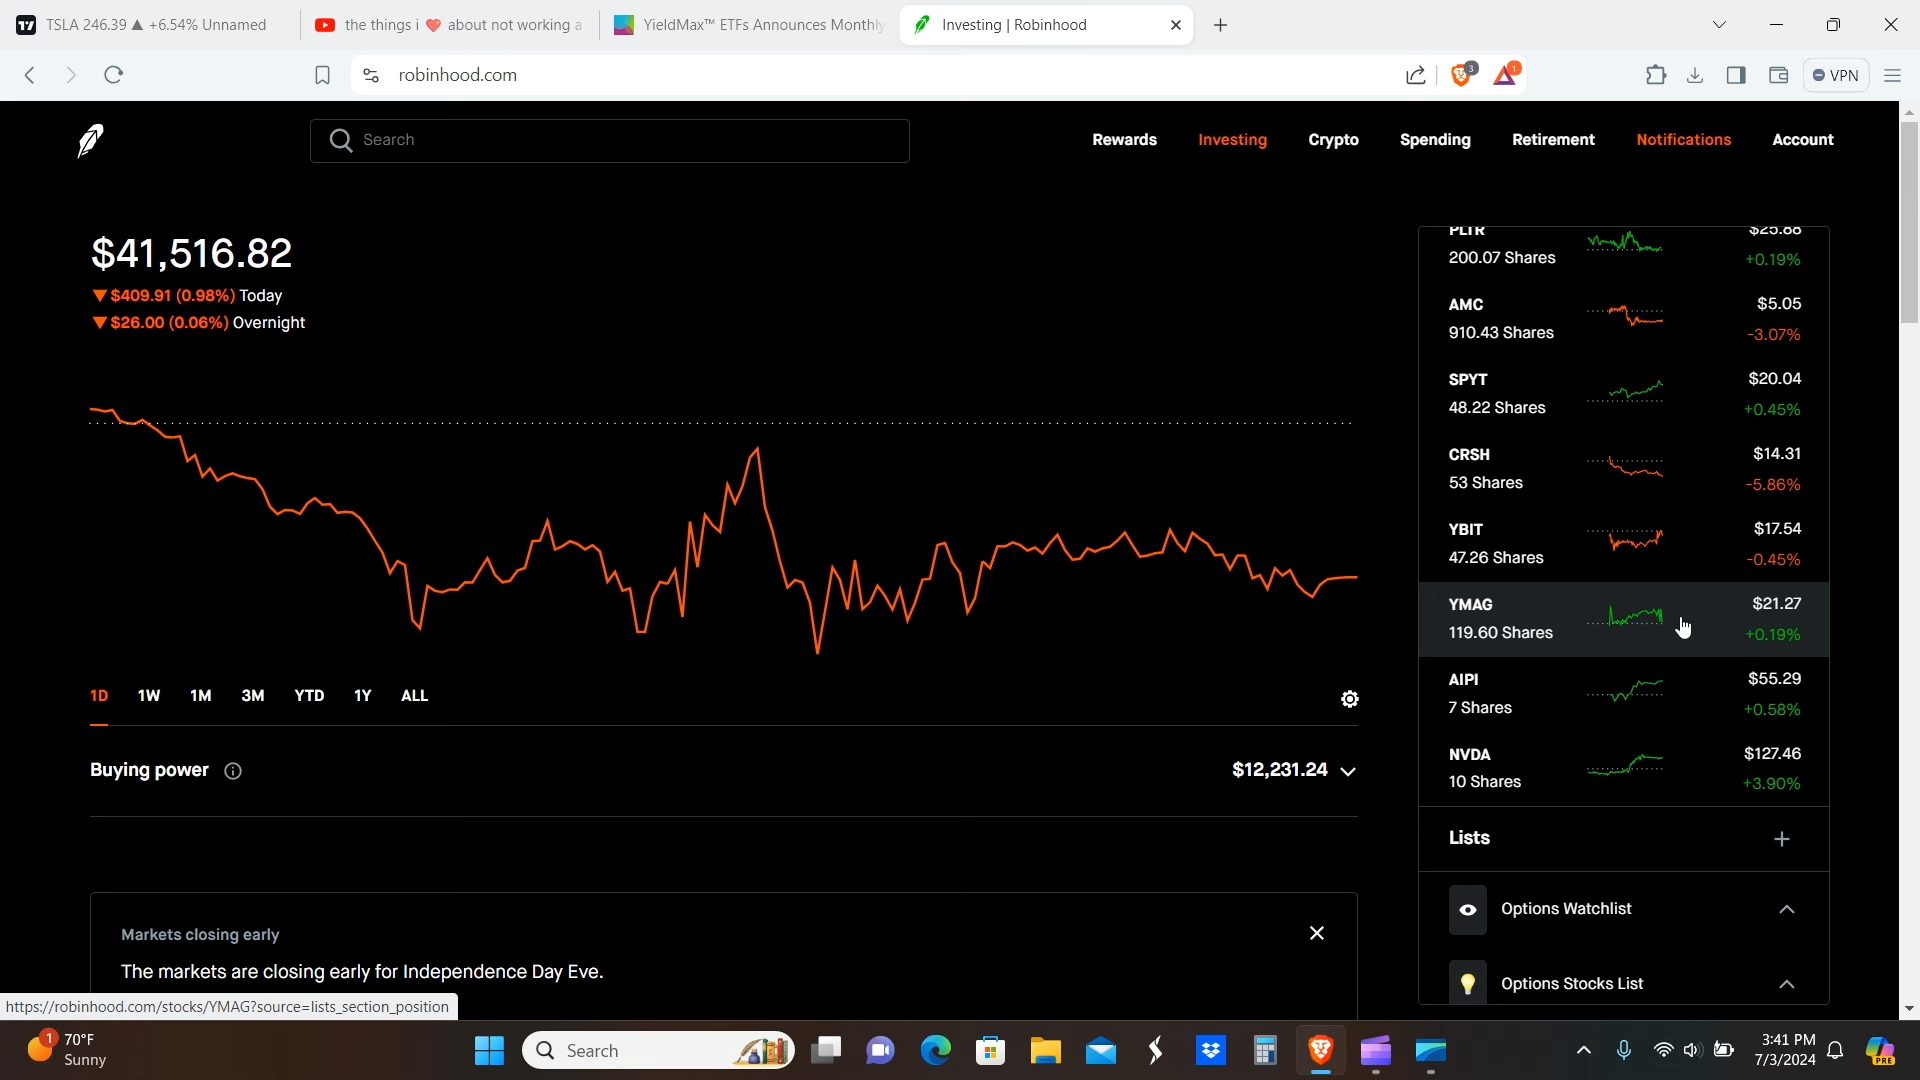 TSLA 246.39 ▲ +6.54% Unnamed
the things i ❤ about not working a
YieldMax™ ETFs Announces Monthly
Investing | Robinhood
robinhood.com
3
1
VPN
Search
Rewards
Investing
Crypto
Spending
Retirement
Notifications
Account
$41,516.82
▼ $409.91 (0.98%) Today
▼ $26.00 (0.06%) Overnight
1D 1W 1M 3M YTD 1Y ALL
Buying power
$12,231.24
Markets closing early
The markets are closing early for Independence Day Eve.
PLTR $25.88
200.07 Shares +0.19%
AMC $5.05
910.43 Shares -3.07%
SPYT $20.04
48.22 Shares +0.45%
CRSH $14.31
53 Shares -5.86%
YBIT $17.54
47.26 Shares -0.45%
YMAG $21.27
119.60 Shares +0.19%
AIPI $55.29
7 Shares +0.58%
NVDA $127.46
10 Shares +3.90%
Lists
Options Watchlist
Options Stocks List
https://robinhood.com/stocks/YMAG?source=lists_section_position
1
70°F
Sunny
Search
3:41 PM
7/3/2024
PRE